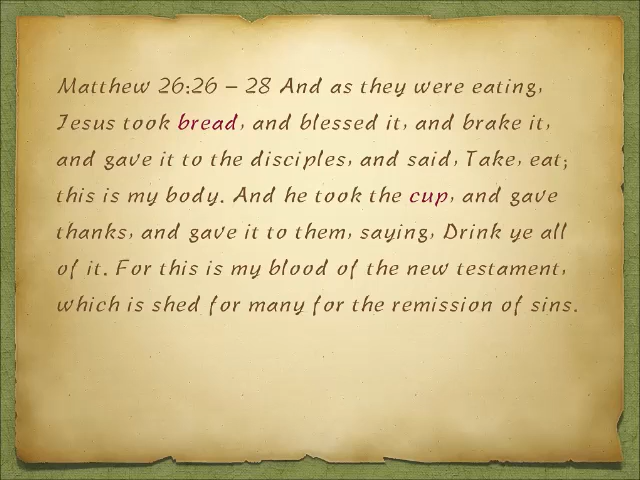 Matthew 26:26 – 28 And as they were eating,
Jesus took bread, and blessed it, and brake it,
and gave it to the disciples, and said, Take, eat;
this is my body. And he took the cup, and gave
thanks, and gave it to them, saying, Drink ye all
of it. For this is my blood of the new testament,
which is shed for many for the remission of sins.